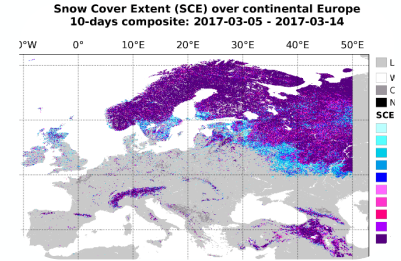 Snow Cover Extent (SCE) over continental Europe
10-days composite: 2017-03-05 - 2017-03-14
0°W 0° 10°E 20°E 30°E 40°E 50°E
L
W
C
N
SCE